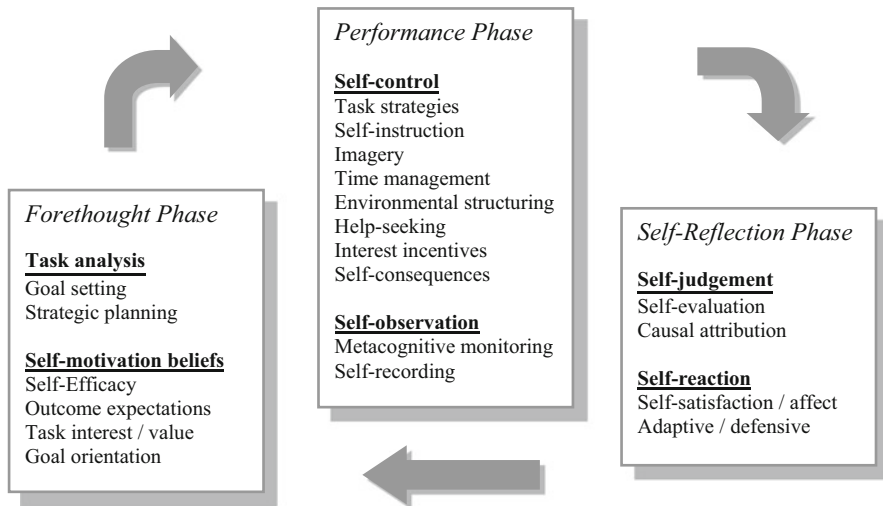 Performance Phase
Self-control
Task strategies
Self-instruction
Imagery
Time management
Environmental structuring
Help-seeking
Interest incentives
Self-consequences
Self-observation
Metacognitive monitoring
Self-recording
Forethought Phase
Task analysis
Goal setting
Strategic planning
Self-motivation beliefs
Self-Efficacy
Outcome expectations
Task interest / value
Goal orientation
Self-Reflection Phase
Self-judgement
Self-evaluation
Causal attribution
Self-reaction
Self-satisfaction / affect
Adaptive / defensive